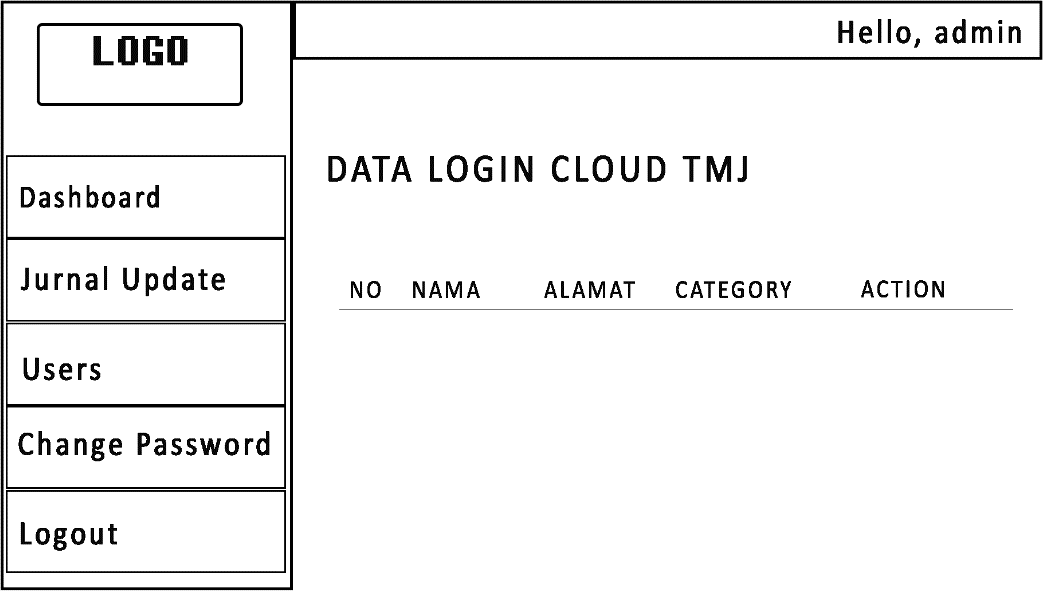 LOGO
Hello, admin
Dashboard
Jurnal Update
Users
Change Password
Logout
DATA LOGIN CLOUD TMJ
NO NAMA ALAMAT CATEGORY ACTION